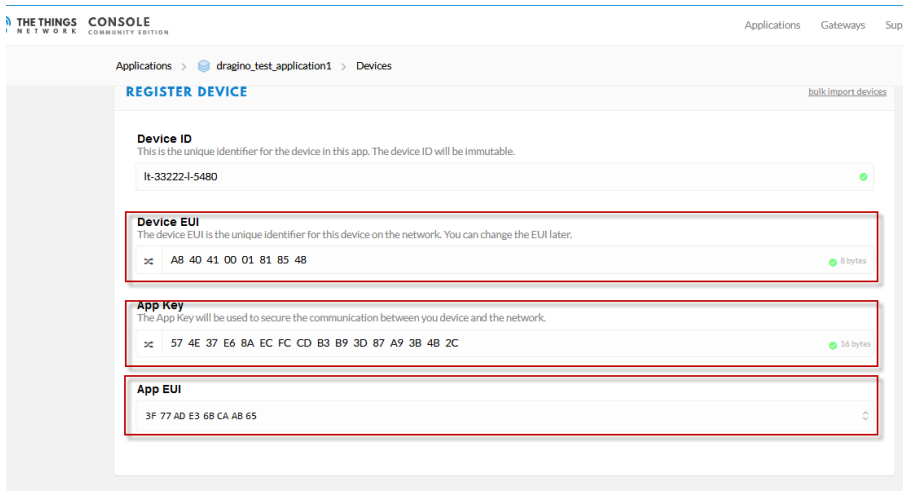 THE THINGS CONSOLE
NETWORK COMMUNITY EDITION
Applications Gateways Sup
Applications > dragino_test_application1 > Devices
REGISTER DEVICE bulk import devices
Device ID
This is the unique identifier for the device in this app. The device ID will be immutable.
lt-33222-l-5480
Device EUI
The device EUI is the unique identifier for this device on the network. You can change the EUI later.
A8 40 41 00 01 81 85 48 8 bytes
App Key
The App Key will be used to secure the communication between you device and the network.
57 4E 37 E6 8A EC FC CD B3 B9 3D 87 A9 3B 4B 2C 16 bytes
App EUI
3F 77 AD E3 6B CA AB 65